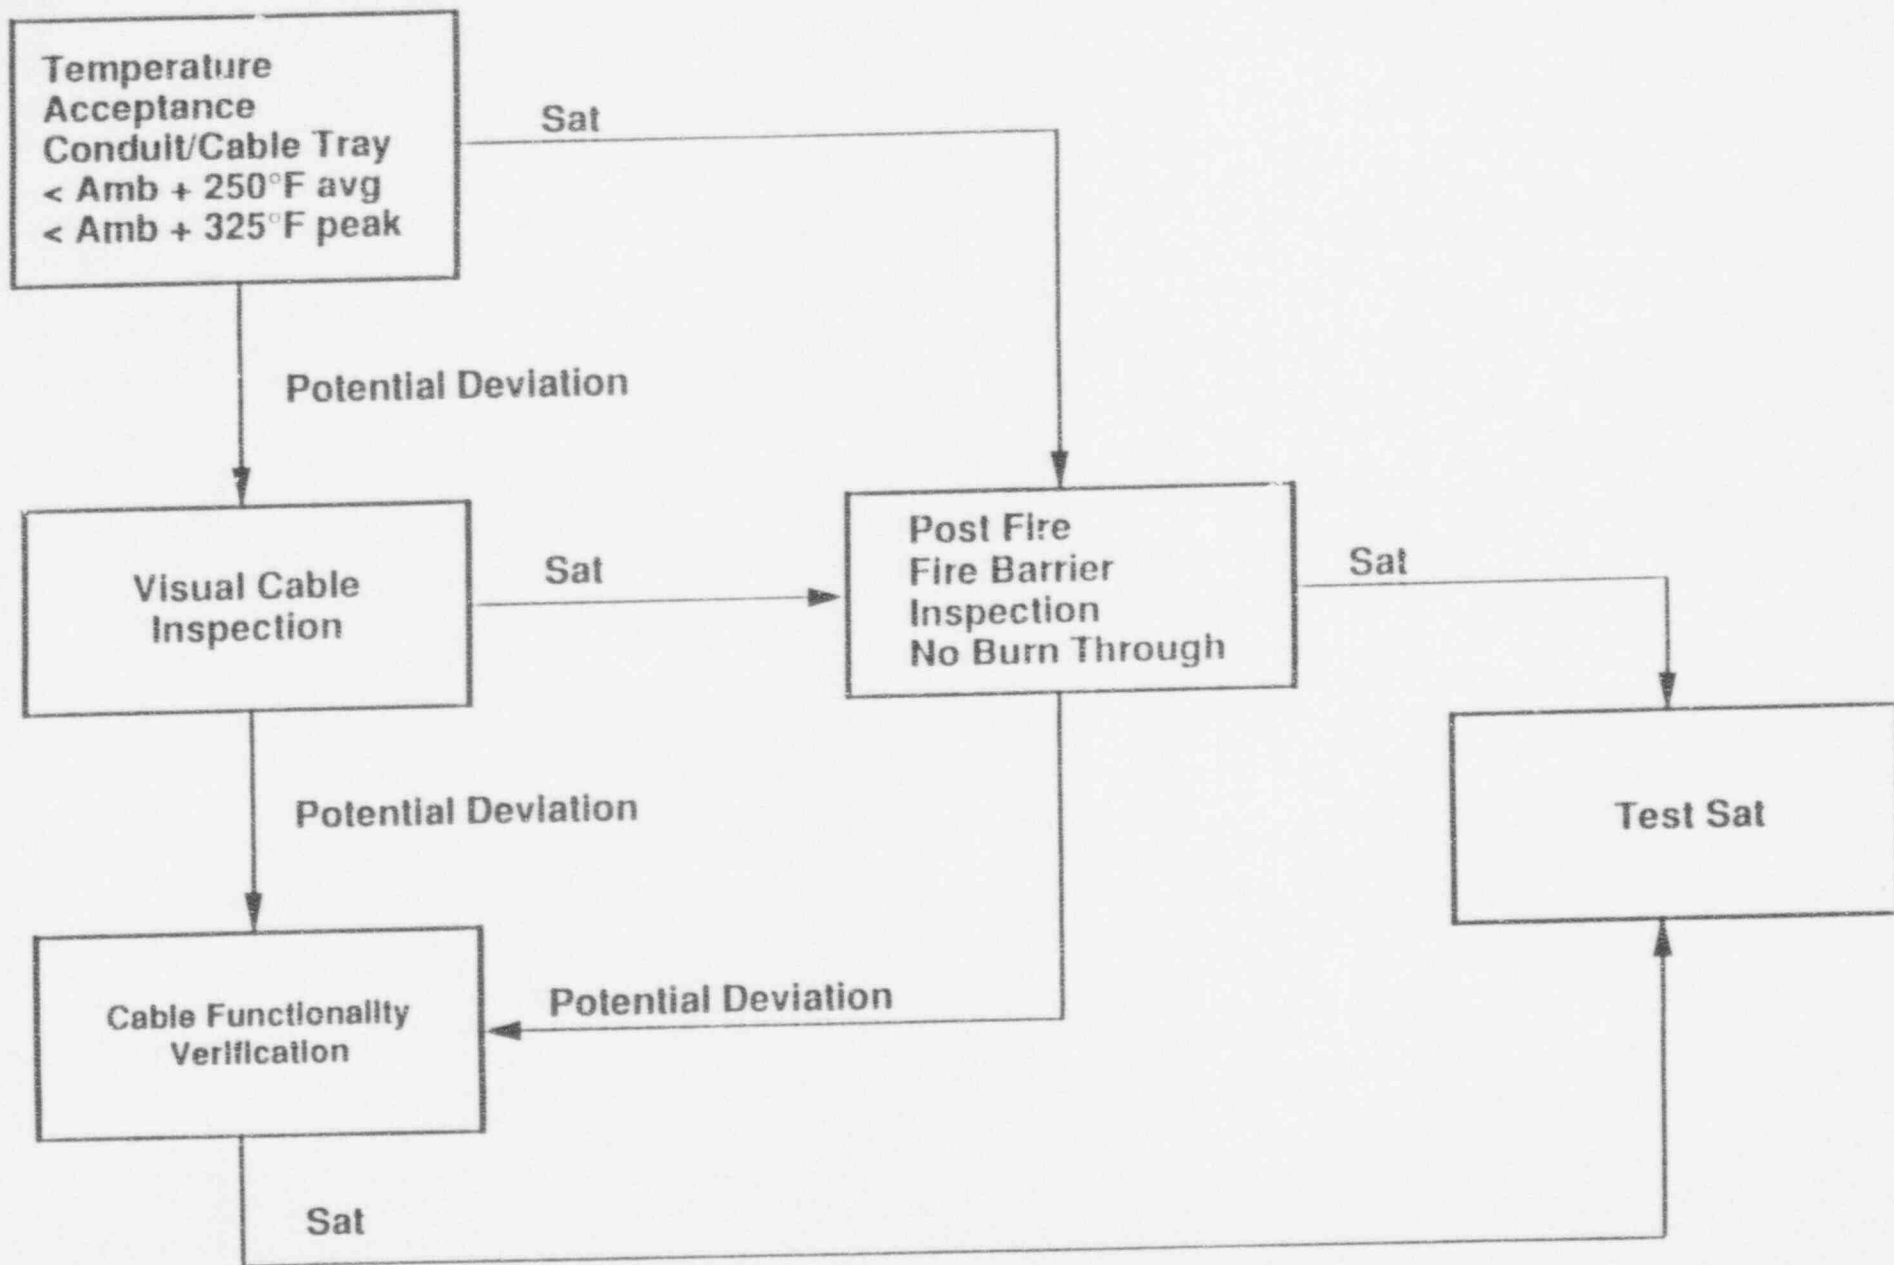 Temperature
Acceptance
Conduit/Cable Tray
< Amb + 250°F avg
< Amb + 325°F peak
Sat
Potential Deviation
Visual Cable
Inspection
Sat
Post Fire
Fire Barrier
Inspection
No Burn Through
Sat
Potential Deviation
Test Sat
Cable Functionality
Verification
Potential Deviation
Sat